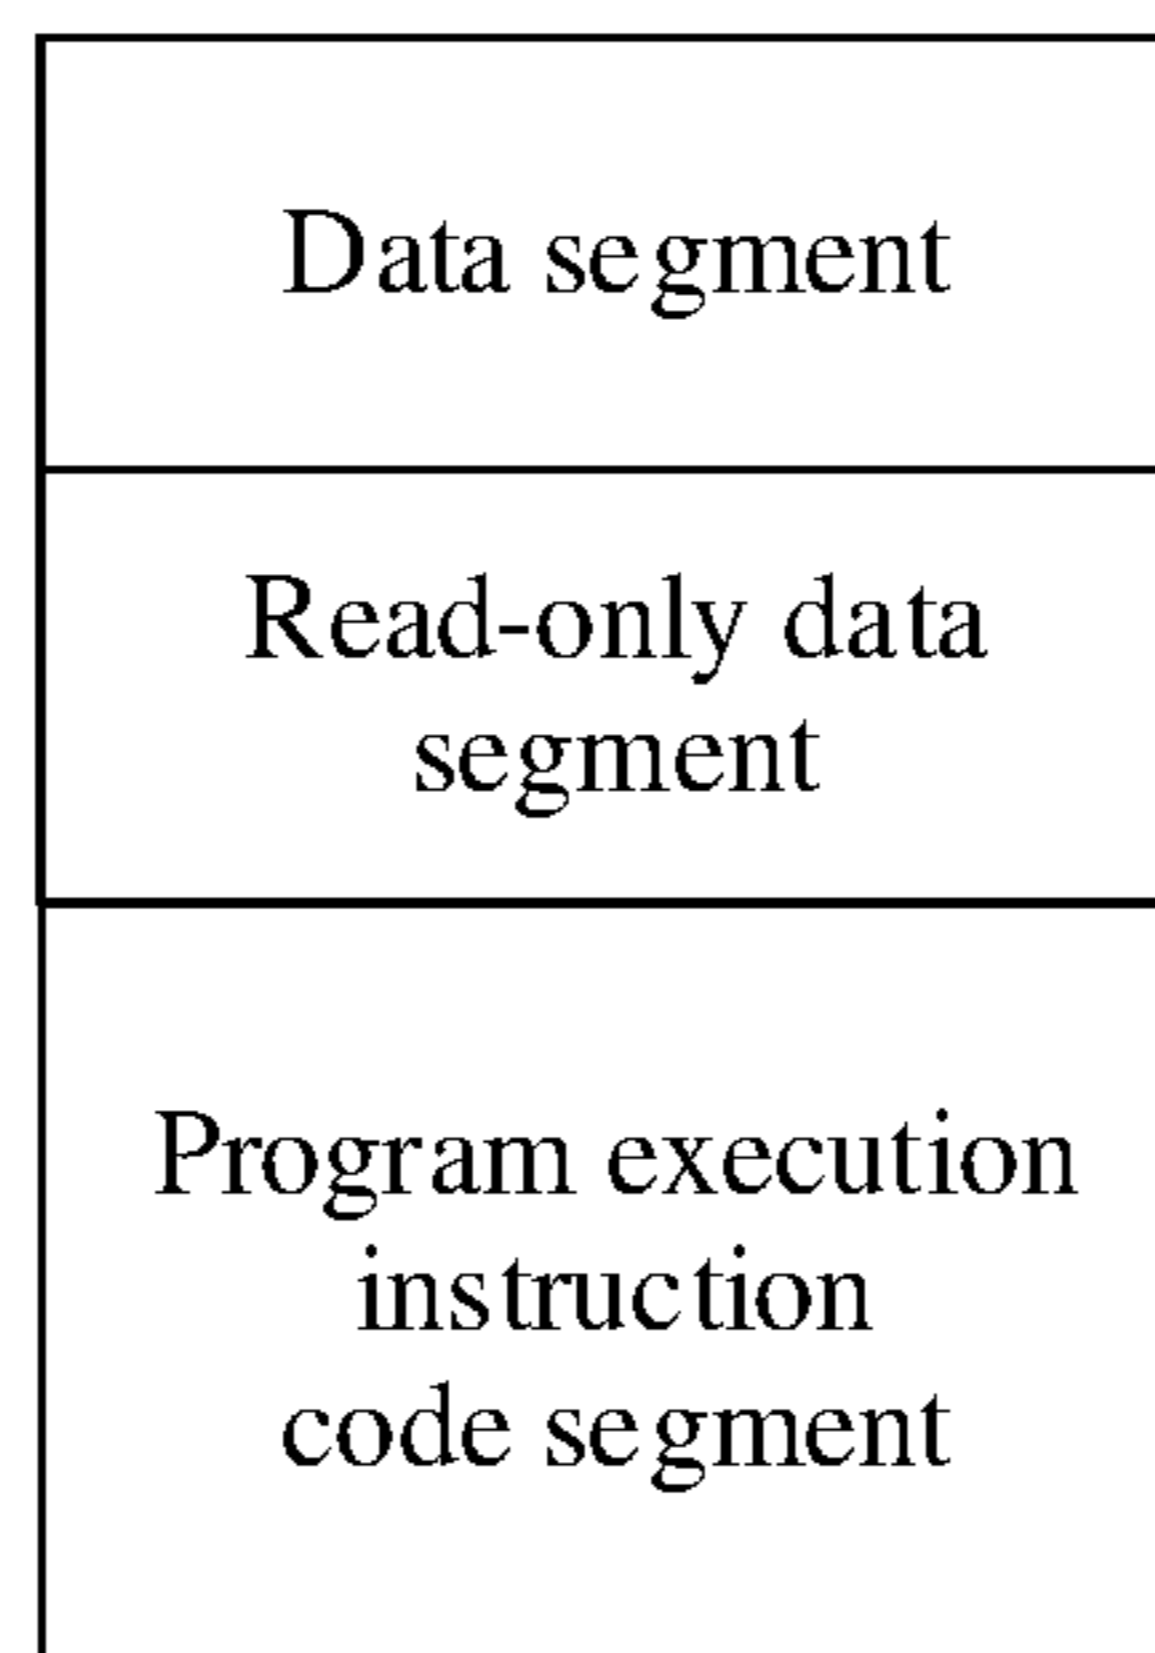 Data segment
Read-only data
segment
Program execution
instruction
code segment